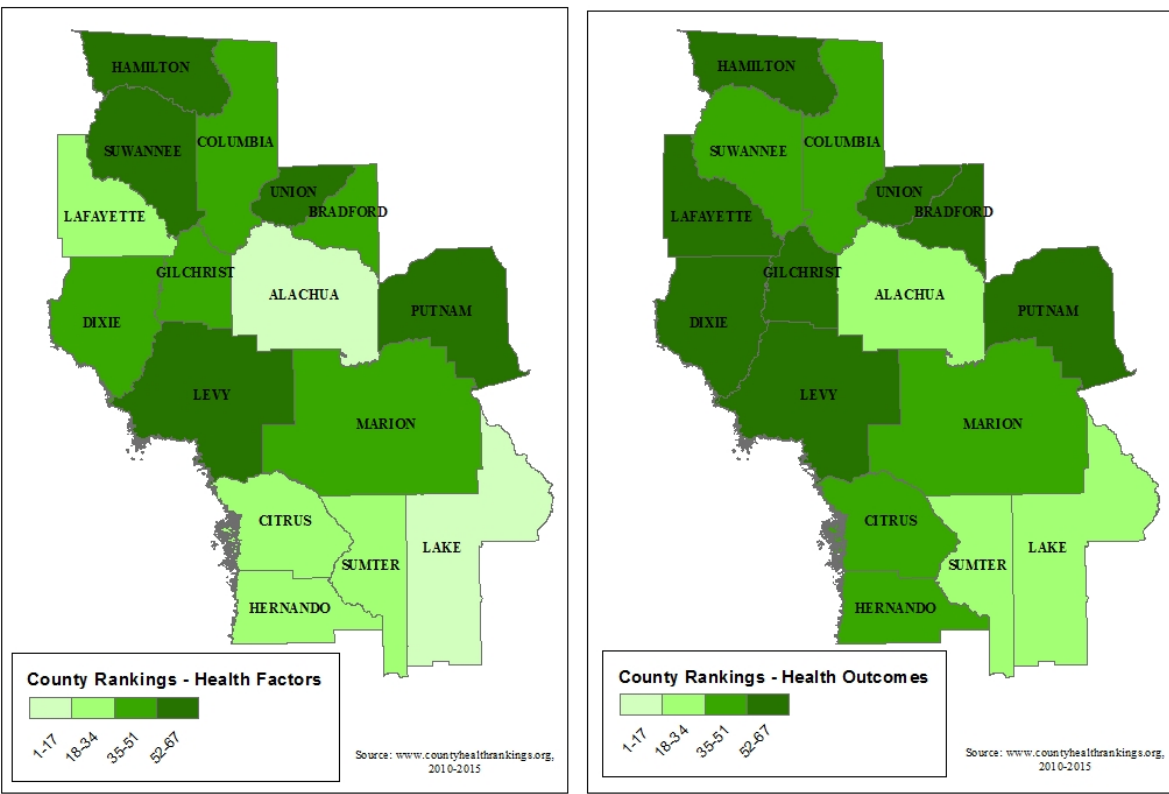 HAMILTON
COLUMBIA
SUWANNEE
UNION
LAFAYETTE
BRADFORD
GILCHRIST
ALACHUA
DIXIE
PUTNAM
LEVY
MARION
CITRUS
LAKE
SUMTER
HERNANDO
County Rankings - Health Factors
1-17
18-34
35-51
52-67
Source: www.countyhealthrankings.org,
2010-2015
HAMILTON
COLUMBIA
SUWANNEE
UNION
LAFAYETTE
BRADFORD
GILCHRIST
ALACHUA
DIXIE
PUTNAM
LEVY
MARION
CITRUS
LAKE
SUMTER
HERNANDO
County Rankings - Health Outcomes
1-17
18-34
35-51
52-67
Source: www.countyhealthrankings.org,
2010-2015